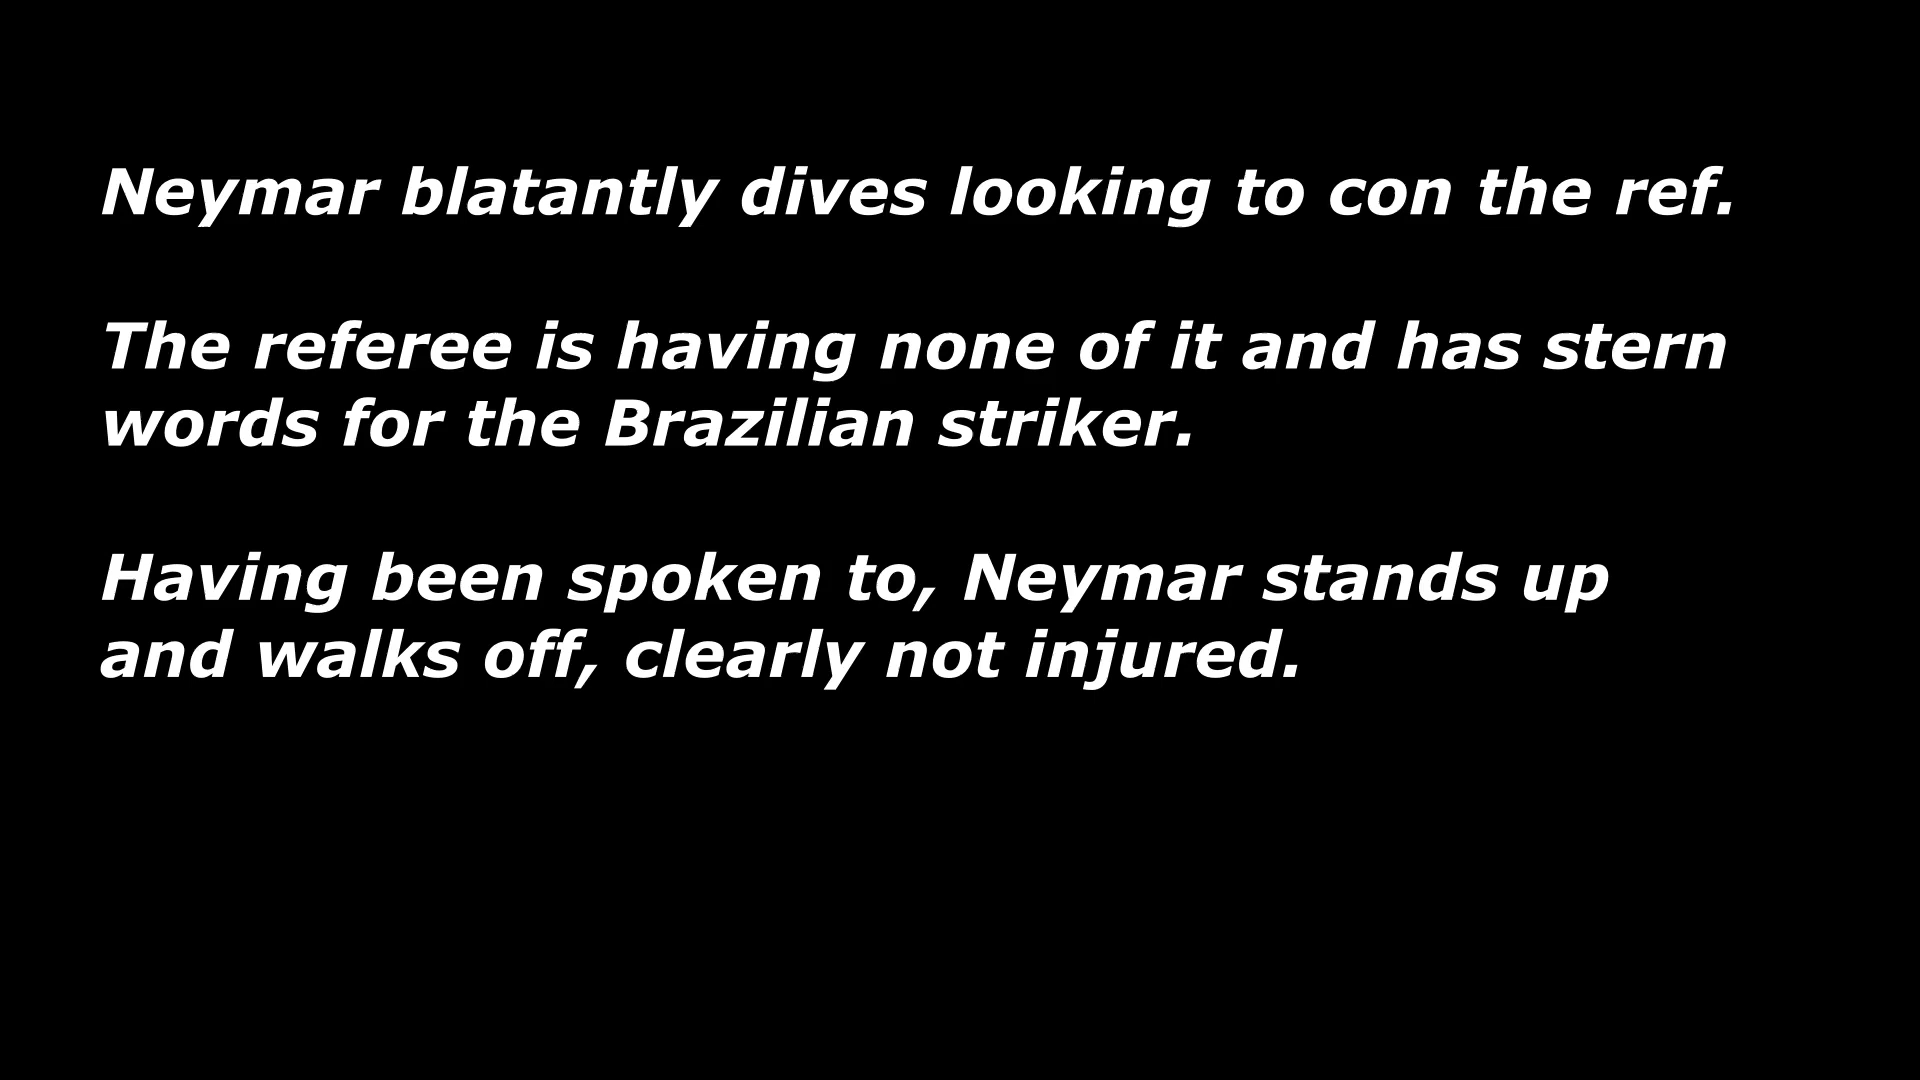 Neymar blatantly dives looking to con the ref.
The referee is having none of it and has stern
words for the Brazilian striker.
Having been spoken to, Neymar stands up
and walks off, clearly not injured.